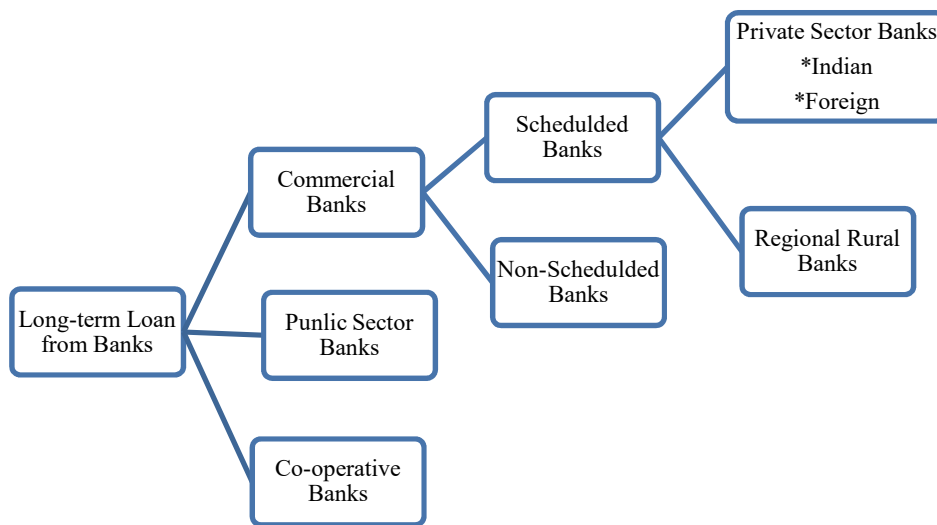 Private Sector Banks
*Indian
*Foreign
Schedulded
Banks
Commercial
Banks
Regional Rural
Banks
Non-Schedulded
Banks
Long-term Loan
from Banks
Punlic Sector
Banks
Co-operative
Banks